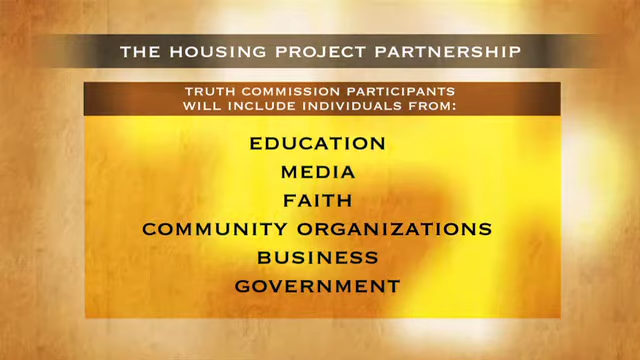 THE HOUSING PROJECT PARTNERSHIP
TRUTH COMMISSION PARTICIPANTS
WILL INCLUDE INDIVIDUALS FROM:
EDUCATION
MEDIA
FAITH
COMMUNITY ORGANIZATIONS
BUSINESS
GOVERNMENT